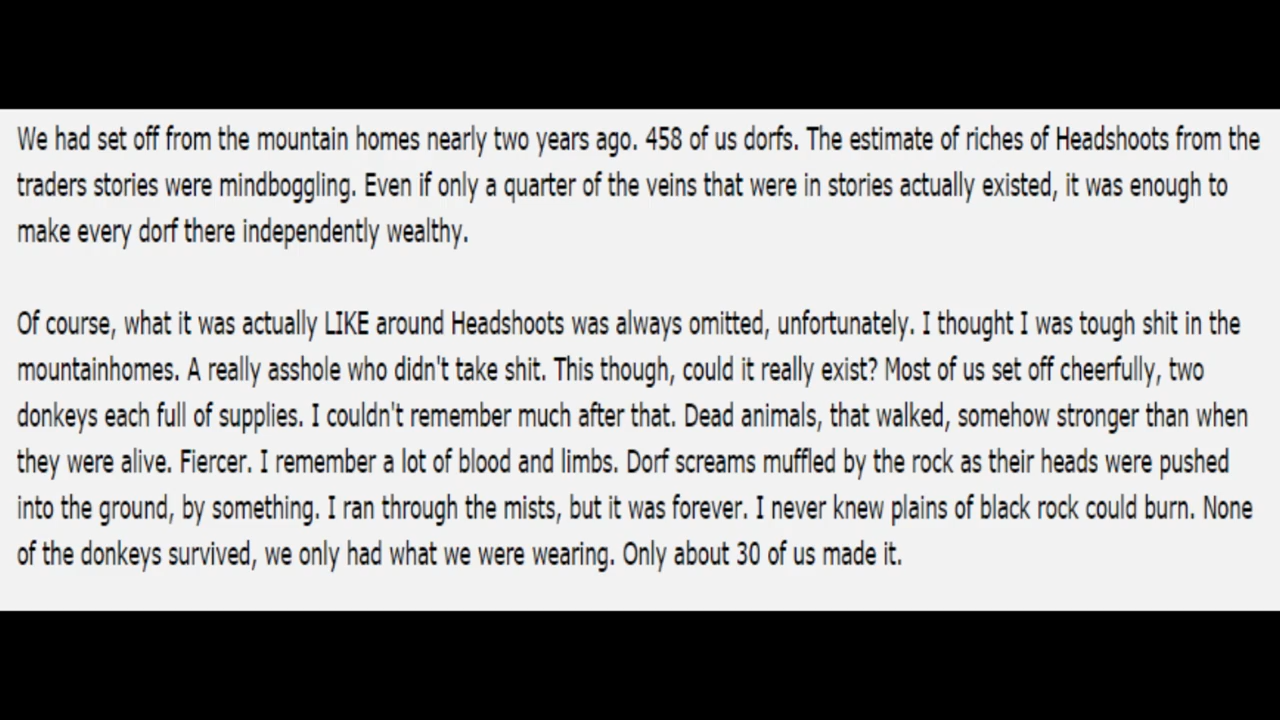 We had set off from the mountain homes nearly two years ago. 458 of us dorfs. The estimate of riches of Headshoots from the
traders stories were mindboggling. Even if only a quarter of the veins that were in stories actually existed, it was enough to
make every dorf there independently wealthy.
Of course, what it was actually LIKE around Headshoots was always omitted, unfortunately. I thought I was tough shit in the
mountainhomes. A really asshole who didn't take shit. This though, could it really exist? Most of us set off cheerfully, two
donkeys each full of supplies. I couldn't remember much after that. Dead animals, that walked, somehow stronger than when
they were alive. Fiercer. I remember a lot of blood and limbs. Dorf screams muffled by the rock as their heads were pushed
into the ground, by something. I ran through the mists, but it was forever. I never knew plains of black rock could burn. None
of the donkeys survived, we only had what we were wearing. Only about 30 of us made it.